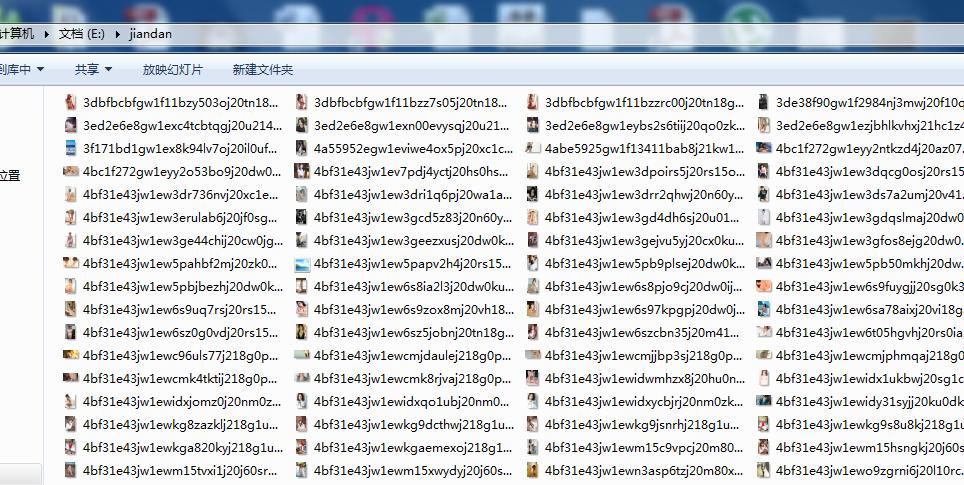 计算机 文档 (E:) jiandan
到库中 共享 放映幻灯片 新建文件夹
3dbfbcbfgw1f11bzy503oj20tn18... 3dbfbcbfgw1f11bzz7s05j20tn18... 3dbfbcbfgw1f11bzzrc00j20tn18g... 3de38f90gw1f2984nj3mwj20f10q
3ed2e6e8gw1exc4tcbtqgj20u214... 3ed2e6e8gw1exn00evysqj20u21... 3ed2e6e8gw1eybs2s6tiij20qo0zk... 3ed2e6e8gw1ezjbhlkvhxj21hc1z4
3f171bd1gw1ex8k94lv7oj20il0uf... 4a55952egw1eviwe4ox5pj20xc1c... 4abe5925gw1f13411bab8j21kw1... 4bc1f272gw1eyy2ntkzd4j20az07.
位置
4bc1f272gw1eyy2o53bo9j20dw0... 4bf31e43jw1ev7pdj4yctj20hs0hs... 4bf31e43jw1ew3dpoirs5j20rs15o... 4bf31e43jw1ew3dqcg0osj20rs15
4bf31e43jw1ew3dr736nvj20xc1e... 4bf31e43jw1ew3dri1q6pj20wa1a... 4bf31e43jw1ew3drr2qhwj20n60y... 4bf31e43jw1ew3ds7a2umj20v41.
4bf31e43jw1ew3erulab6j20jf0sg... 4bf31e43jw1ew3gcd5z83j20n60y... 4bf31e43jw1ew3gd4dh6sj20u01... 4bf31e43jw1ew3gdqslmaj20dw0
4bf31e43jw1ew3ge44chij20cw0jg... 4bf31e43jw1ew3geezxusj20dw0k... 4bf31e43jw1ew3gejvu5yj20cx0ku... 4bf31e43jw1ew3gfos8ejg20dw0.
4bf31e43jw1ew5pahbf2mj20zk0... 4bf31e43jw1ew5papv2h4j20rs15... 4bf31e43jw1ew5pb9plsej20dw0k... 4bf31e43jw1ew5pb50mkhj20dw.
4bf31e43jw1ew5pbjbezhj20dw0k... 4bf31e43jw1ew6s8ia2l3j20dw0ku... 4bf31e43jw1ew6s8pjo9cj20dw0ij... 4bf31e43jw1ew6s9fuygjj20sg0k3
4bf31e43jw1ew6s9uq7rsj20rs15... 4bf31e43jw1ew6s9zox8mj20vh18... 4bf31e43jw1ew6s97kpgpj20dw0j... 4bf31e43jw1ew6sa78aixj20vi18g
4bf31e43jw1ew6sz0g0vdj20rs15... 4bf31e43jw1ew6sz5jobnj20tn18g... 4bf31e43jw1ew6szcbn35j20m41... 4bf31e43jw1ew6t05hgvhj20rs0ia
4bf31e43jw1ewc96uls77j218g0p... 4bf31e43jw1ewcmjdaulej218g0p... 4bf31e43jw1ewcmjjbp3sj218g0p... 4bf31e43jw1ewcmjphmqaj218g0
4bf31e43jw1ewcmk4tktij218g0p... 4bf31e43jw1ewcmk8rjvaj218g0p... 4bf31e43jw1ewidwmhzx8j20hu0n... 4bf31e43jw1ewidx1ukbwj20sg1c
4bf31e43jw1ewidxjomz0j20nm0z... 4bf31e43jw1ewidxqo1ubj20nm0... 4bf31e43jw1ewidxycbjrj20nm0zk... 4bf31e43jw1ewidy31syjj20ku0dk
4bf31e43jw1ewkg8zazklj218g1u... 4bf31e43jw1ewkg9dcthwj218g1u... 4bf31e43jw1ewkg9jsnrhj218g1u... 4bf31e43jw1ewkg9s8u8kj218g1u
4bf31e43jw1ewkga820kyj218g1u... 4bf31e43jw1ewkgaemexoj218g1... 4bf31e43jw1ewm15c9vpcj20m80... 4bf31e43jw1ewm15hsngkj20j60s
4bf31e43jw1ewm15tvxi1j20j60sr... 4bf31e43jw1ewm15xwydyj20j60s... 4bf31e43jw1ewn3asp6tzj20m80x... 4bf31e43jw1ewo9zgrni6j20l10rc.